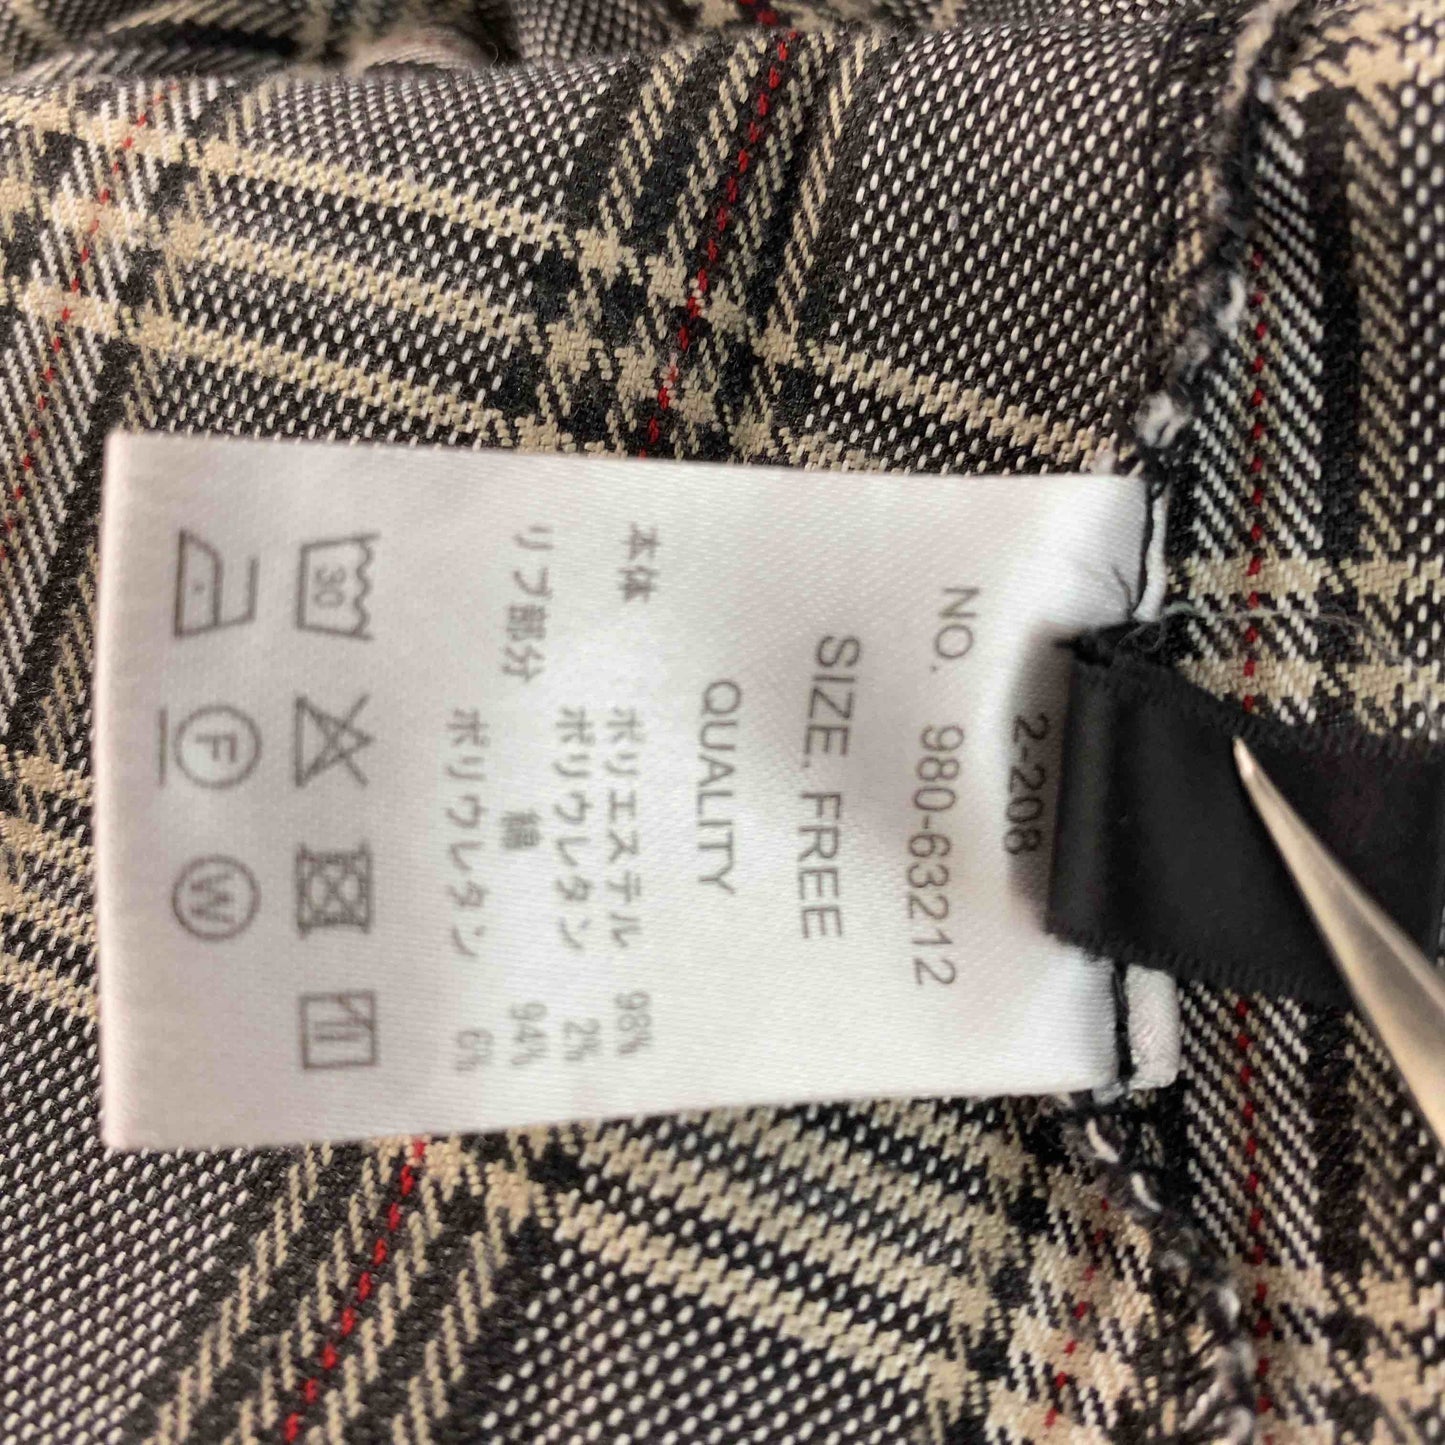 2-208
NO. 980-63212
SIZE. FREE
QUALITY
本体 ポリエステル 98%
ポリウレタン 2%
リブ部分 綿 94%
ポリウレタン 6%
30
F W